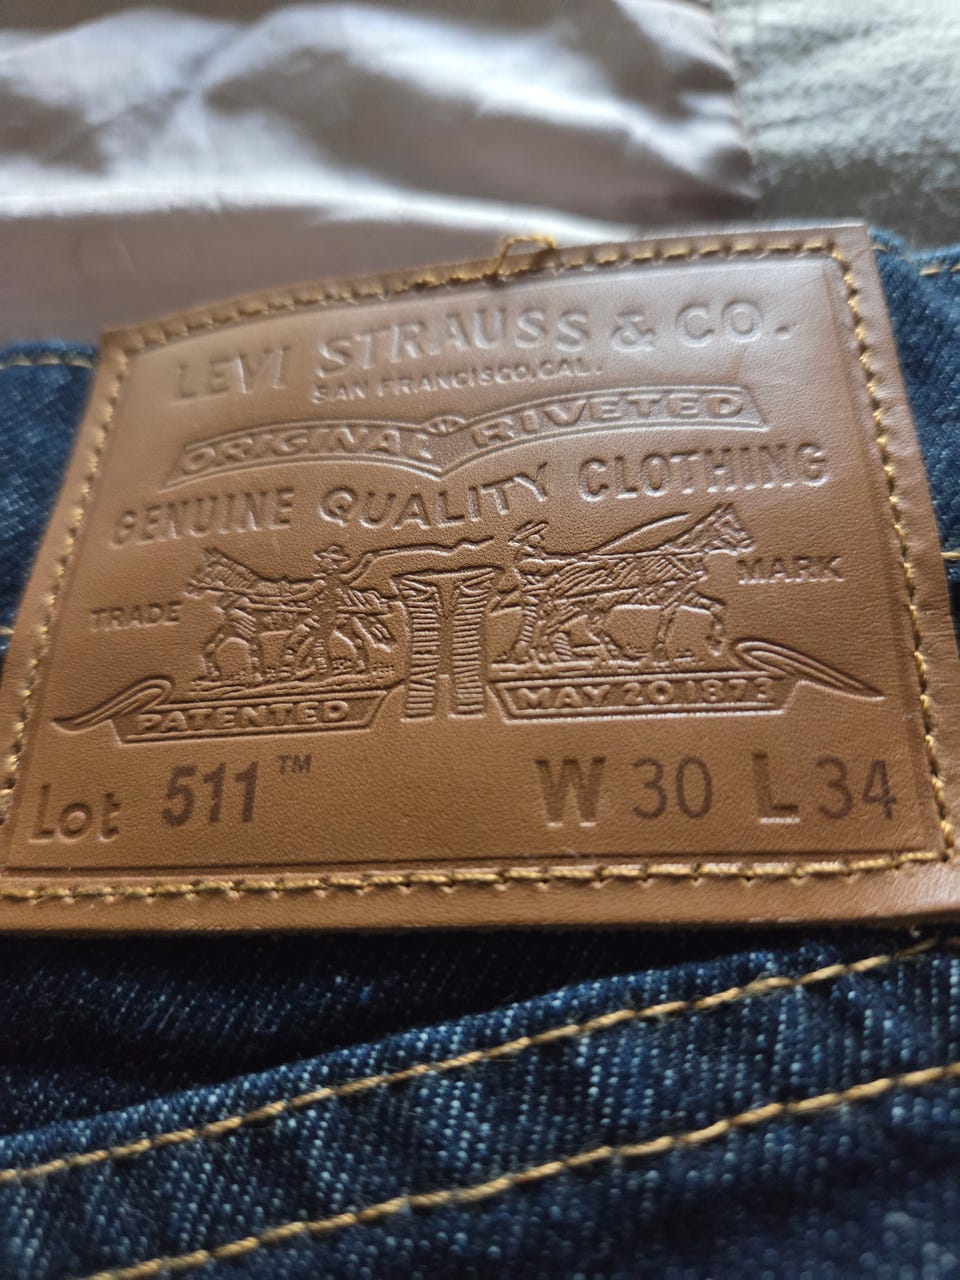 LEVI STRAUSS & CO.
SAN FRANCISCO, CAL.
ORIGINAL RIVETED
GENUINE QUALITY CLOTHING
TRADE MARK
PATENTED MAY 20 1873
Lot 511™ W 30 L 34